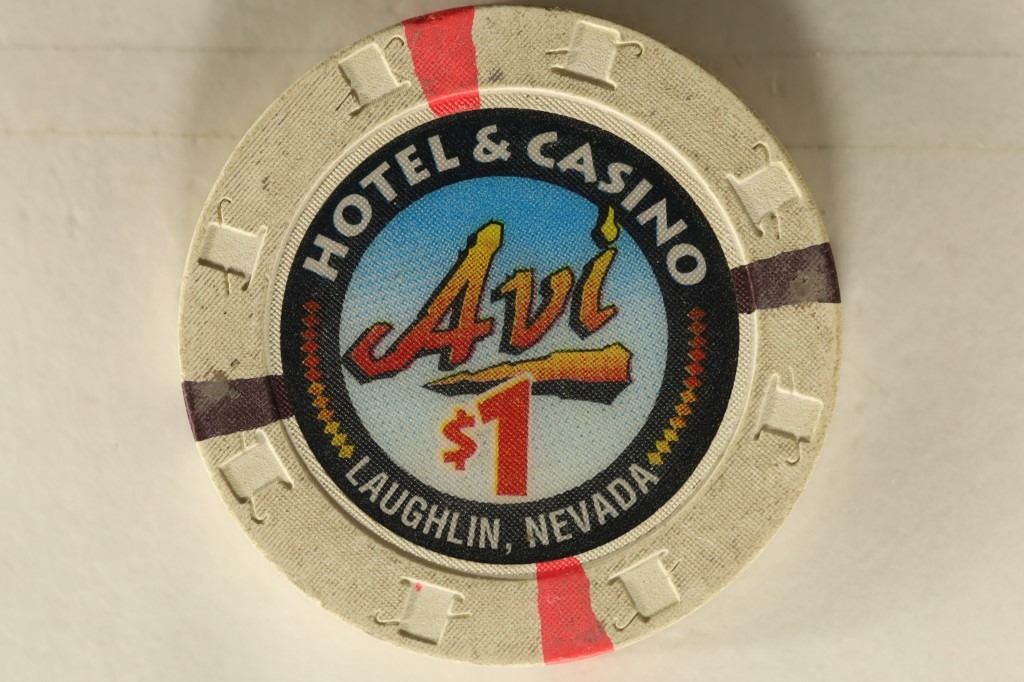 HOTEL & CASINO
Avi
$1
LAUGHLIN, NEVADA